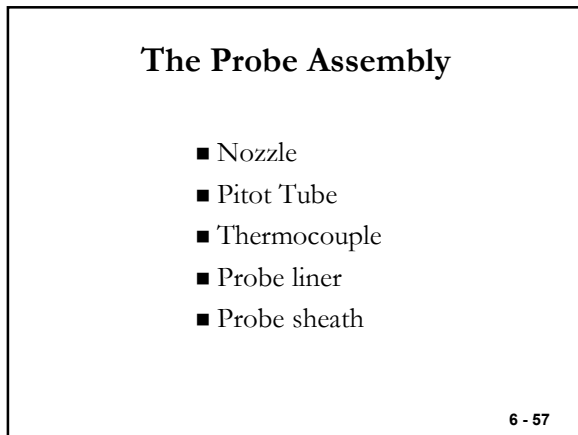 The Probe Assembly
■ Nozzle
■ Pitot Tube
■ Thermocouple
■ Probe liner
■ Probe sheath
6 - 57